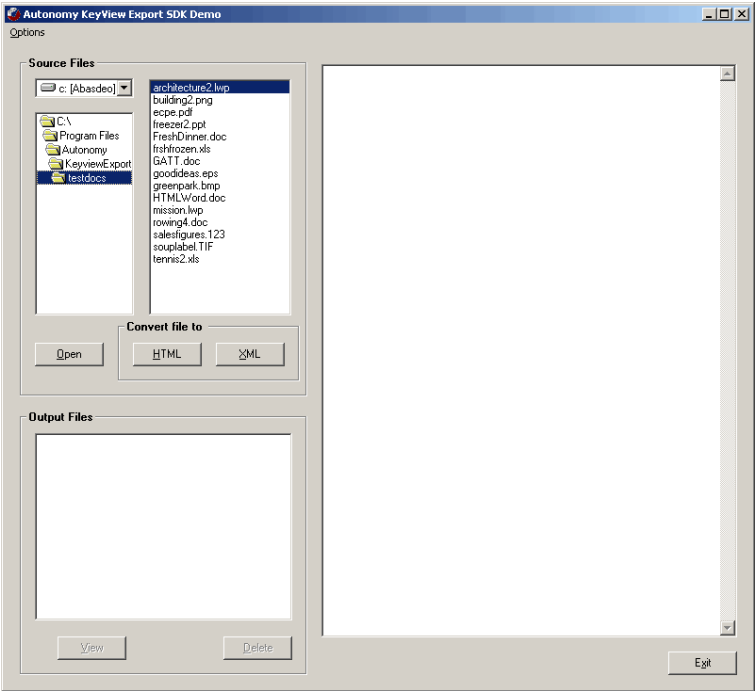 Autonomy KeyView Export SDK Demo
Options
Source Files
c: [Abasdeo]
C:\
Program Files
Autonomy
KeyviewExport
testdocs
architecture2.lwp
building2.png
ecpe.pdf
freezer2.ppt
FreshDinner.doc
frshfrozen.xls
GATT.doc
goodideas.eps
greenpark.bmp
HTMLWord.doc
mission.lwp
rowing4.doc
salesfigures.123
souplabel.TIF
tennis2.xls
Convert file to
Open
HTML
XML
Output Files
View
Delete
Exit